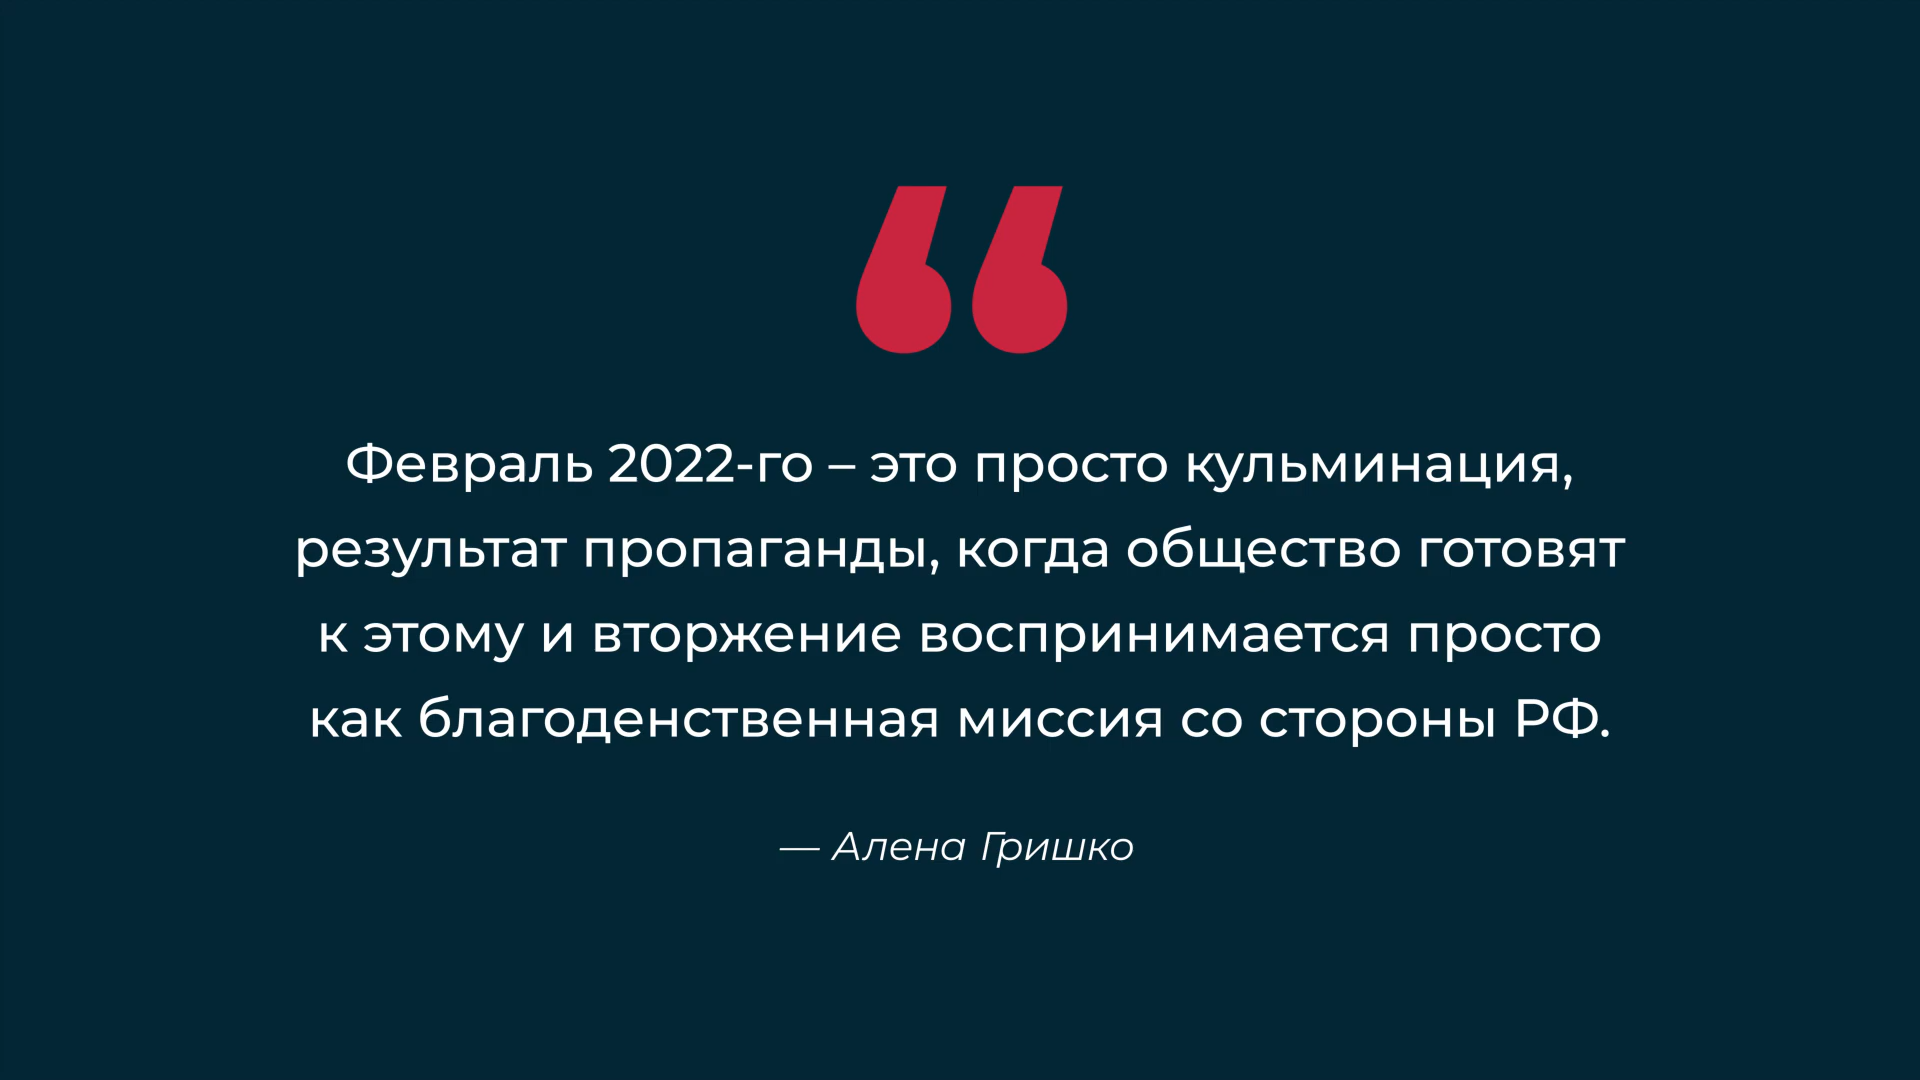 Февраль 2022-го – это просто кульминация,
результат пропаганды, когда общество готовят
к этому и вторжение воспринимается просто
как благоденственная миссия со стороны РФ.
— Алена Гришко